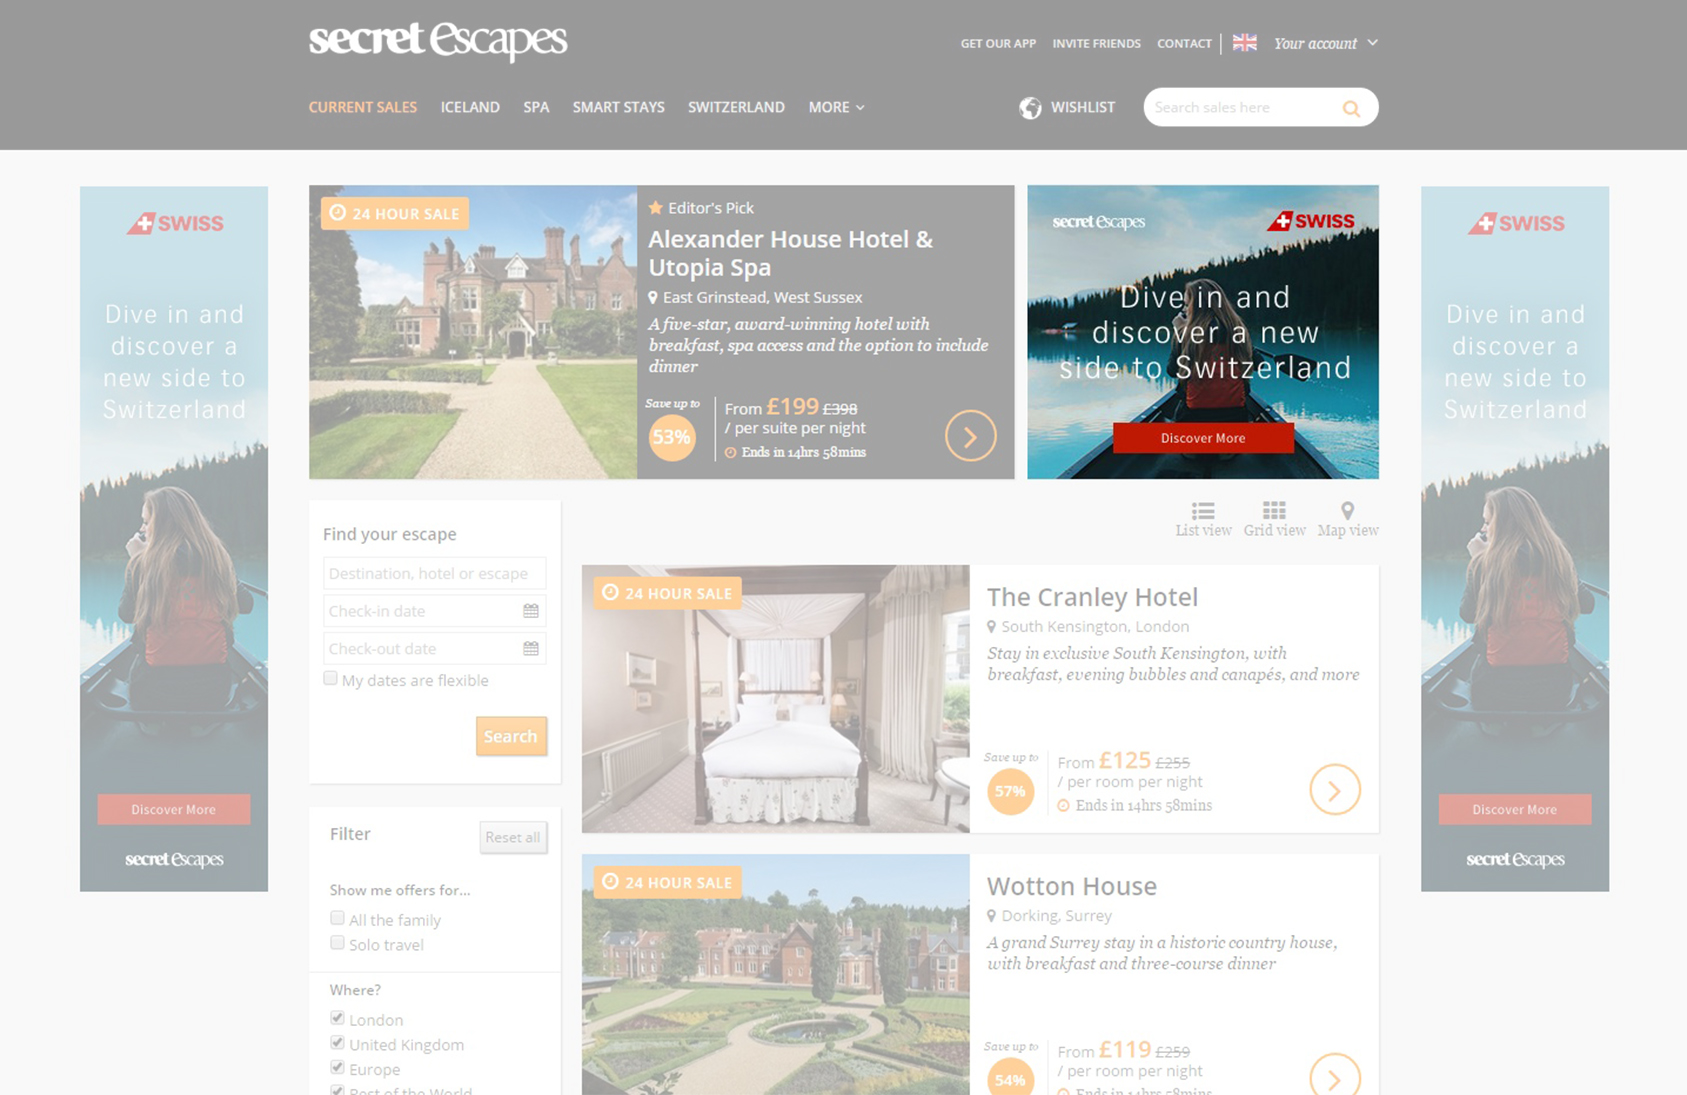 secret escapes
GET OUR APP INVITE FRIENDS CONTACT Your account
CURRENT SALES ICELAND SPA SMART STAYS SWITZERLAND MORE WISHLIST Search sales here
SWISS
Dive in and
discover a
new side to
Switzerland
Discover More
secret escapes
24 HOUR SALE
Editor's Pick
Alexander House Hotel &
Utopia Spa
East Grinstead, West Sussex
A five-star, award-winning hotel with
breakfast, spa access and the option to include
dinner
Save up to
53%
From £199 £398
/ per suite per night
Ends in 14hrs 58mins
secret escapes SWISS
Dive in and
discover a new
side to Switzerland
Discover More
SWISS
Dive in and
discover a
new side to
Switzerland
Discover More
secret escapes
List view Grid view Map view
Find your escape
Destination, hotel or escape
Check-in date
Check-out date
My dates are flexible
Search
Filter
Reset all
Show me offers for...
All the family
Solo travel
Where?
London
United Kingdom
Europe
Rest of the World
24 HOUR SALE
The Cranley Hotel
South Kensington, London
Stay in exclusive South Kensington, with
breakfast, evening bubbles and canapés, and more
Save up to
57%
From £125 £255
/ per room per night
Ends in 14hrs 58mins
24 HOUR SALE
Wotton House
Dorking, Surrey
A grand Surrey stay in a historic country house,
with breakfast and three-course dinner
Save up to
54%
From £119 £259
/ per room per night
Ends in 14hrs 58mins